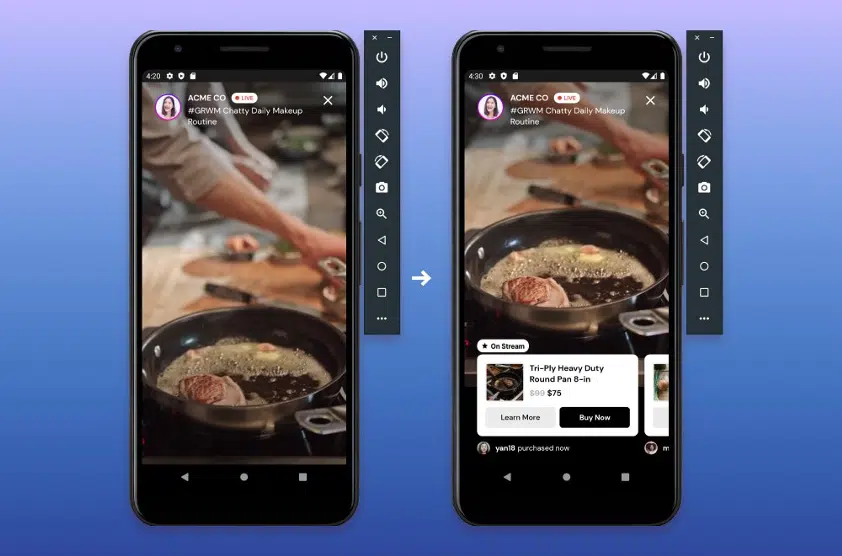 4:20
ACME CO LIVE
#GRWM Chatty Daily Makeup
Routine
4:30
ACME CO LIVE
#GRWM Chatty Daily Makeup
Routine
On Stream
Tri-Ply Heavy Duty
Round Pan 8-in
$99 $75
Learn More
Buy Now
yan18 purchased now
m